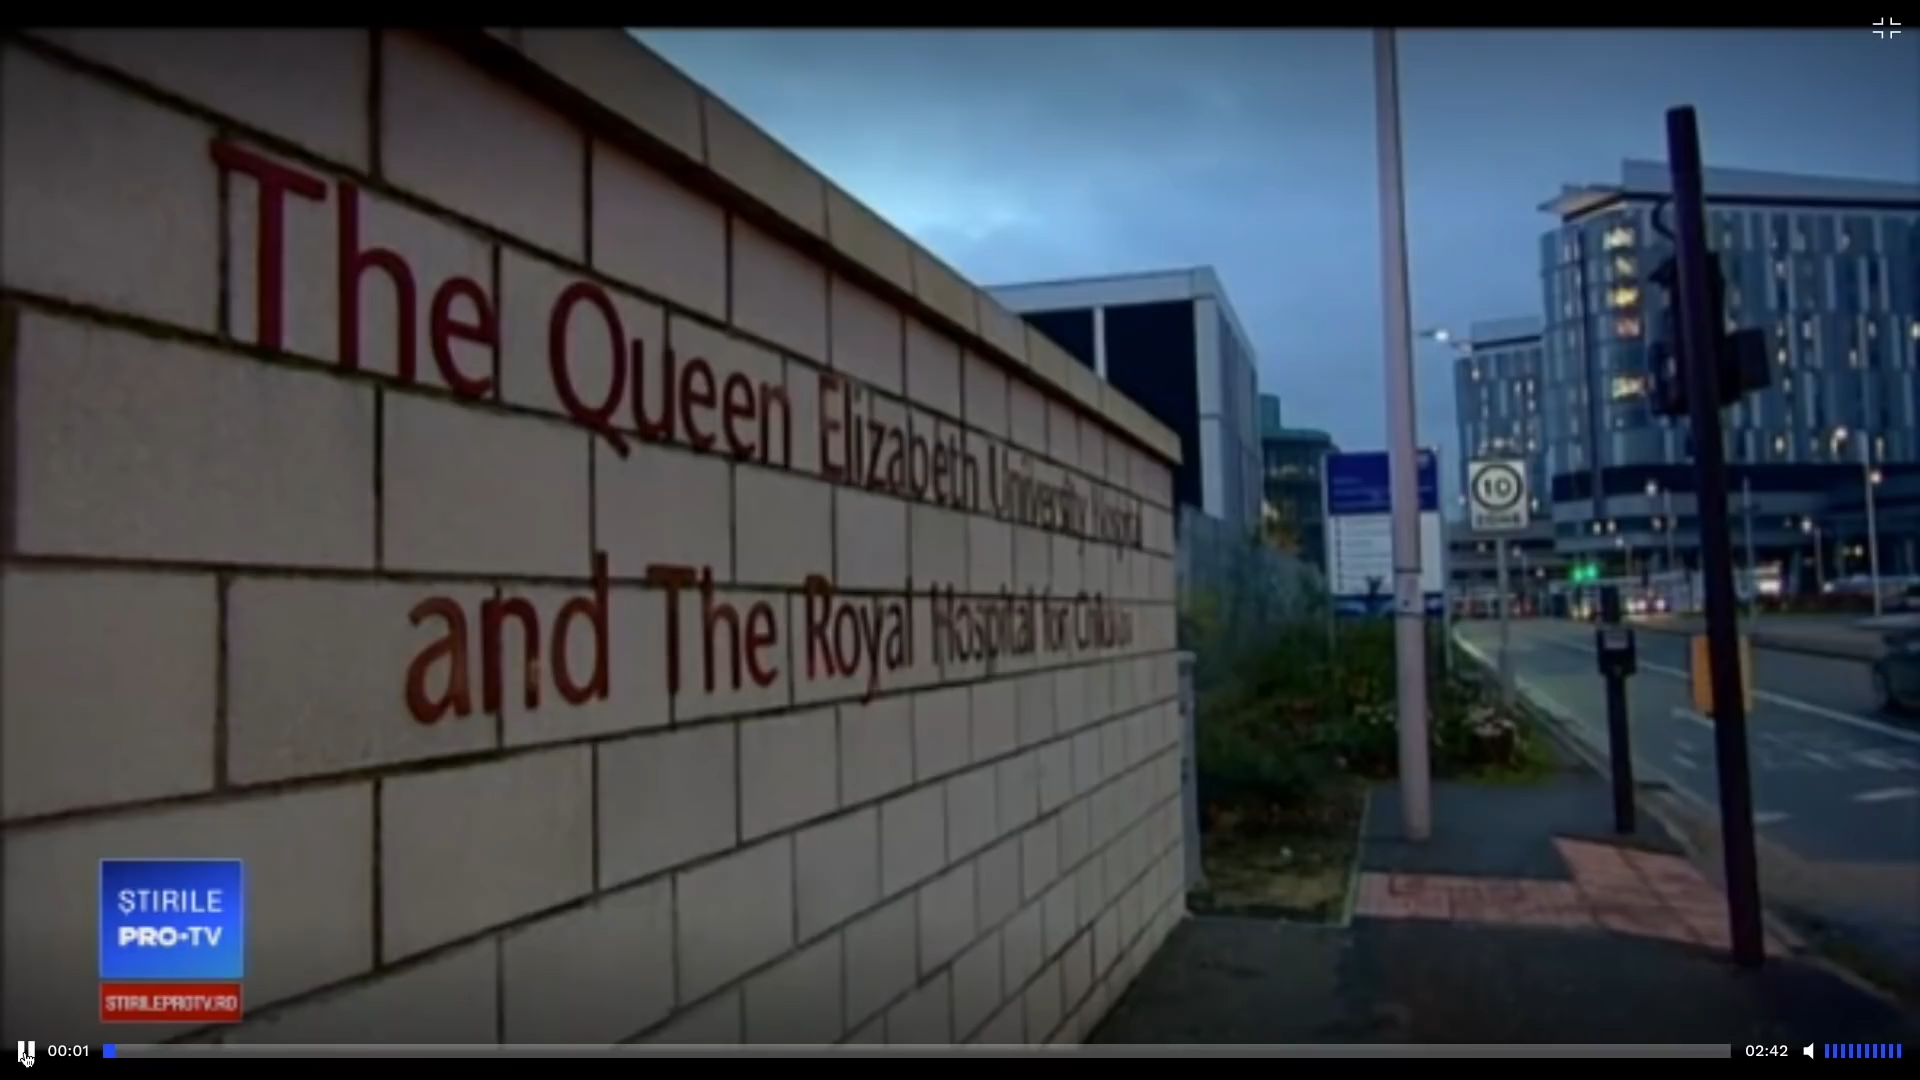 The Queen Elizabeth University Hospital
and The Royal Hospital for Children
10
ZONE
ȘTIRILE
PRO•TV
STIRILEPROTV.RO
00:01
02:42